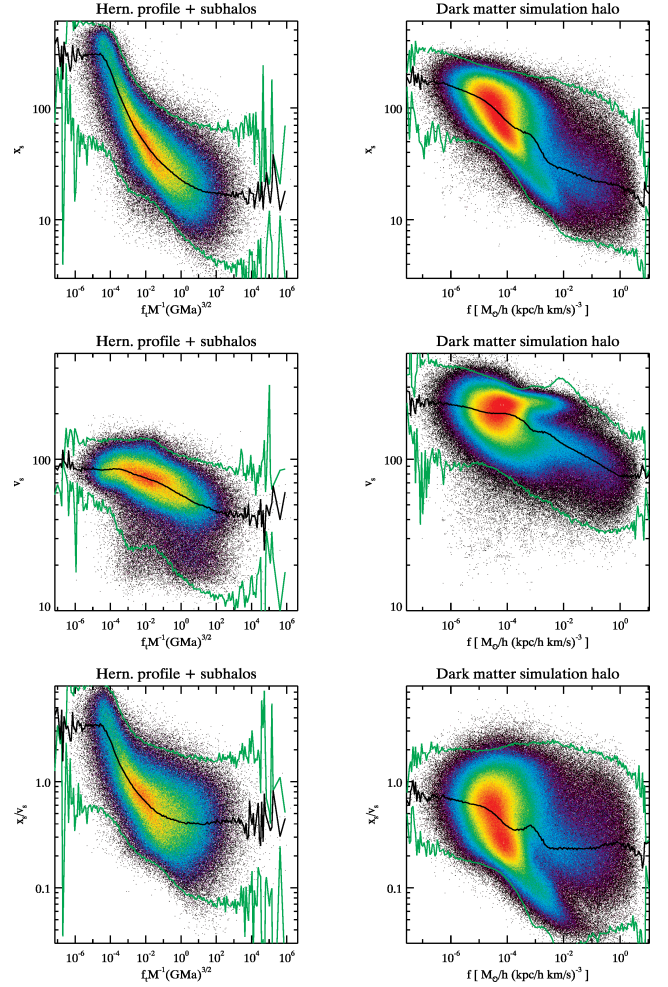 Hern. profile + subhalos
Dark matter simulation halo
100
10
x_s
10^-6 10^-4 10^-2 10^0 10^2 10^4 10^6
f_t M^-1 (GMa)^3/2
100
10
x_s
10^-6 10^-4 10^-2 10^0
f [ M_⊙/h (kpc/h km/s)^-3 ]
Hern. profile + subhalos
Dark matter simulation halo
100
10
v_s
10^-6 10^-4 10^-2 10^0 10^2 10^4 10^6
f_t M^-1 (GMa)^3/2
100
10
v_s
10^-6 10^-4 10^-2 10^0
f [ M_⊙/h (kpc/h km/s)^-3 ]
Hern. profile + subhalos
Dark matter simulation halo
1.0
0.1
x_s/v_s
10^-6 10^-4 10^-2 10^0 10^2 10^4 10^6
f_t M^-1 (GMa)^3/2
1.0
0.1
x_s/v_s
10^-6 10^-4 10^-2 10^0
f [ M_⊙/h (kpc/h km/s)^-3 ]